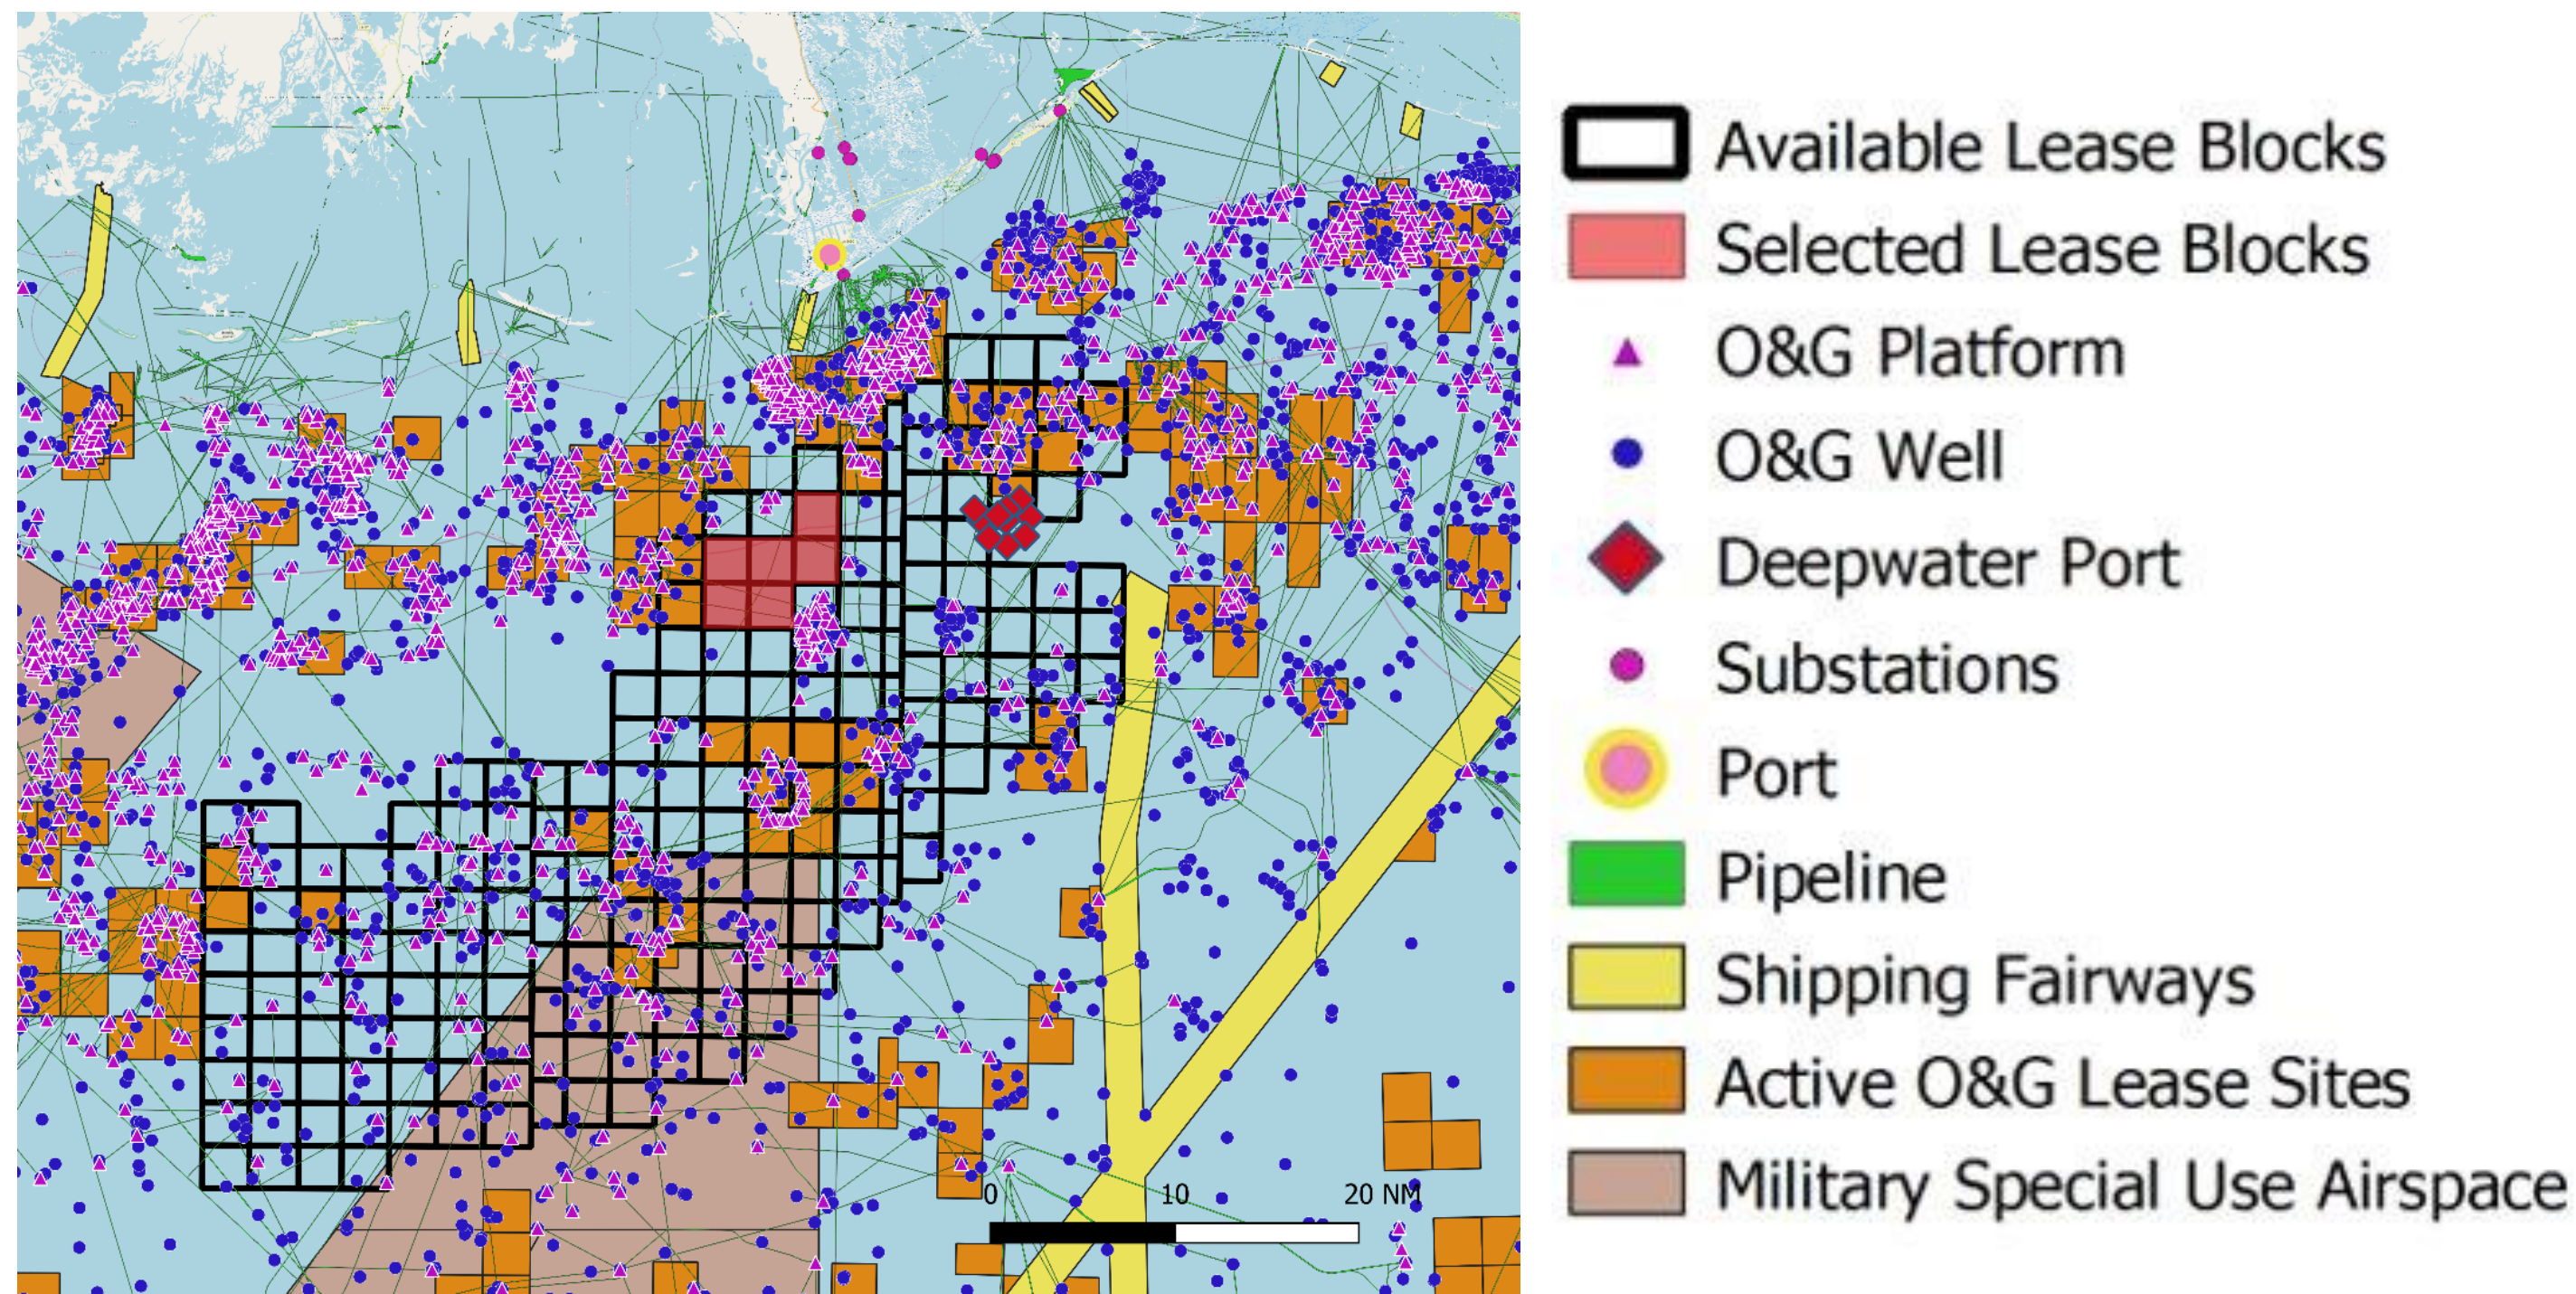 0 10 20 NM
Available Lease Blocks
Selected Lease Blocks
O&G Platform
O&G Well
Deepwater Port
Substations
Port
Pipeline
Shipping Fairways
Active O&G Lease Sites
Military Special Use Airspace